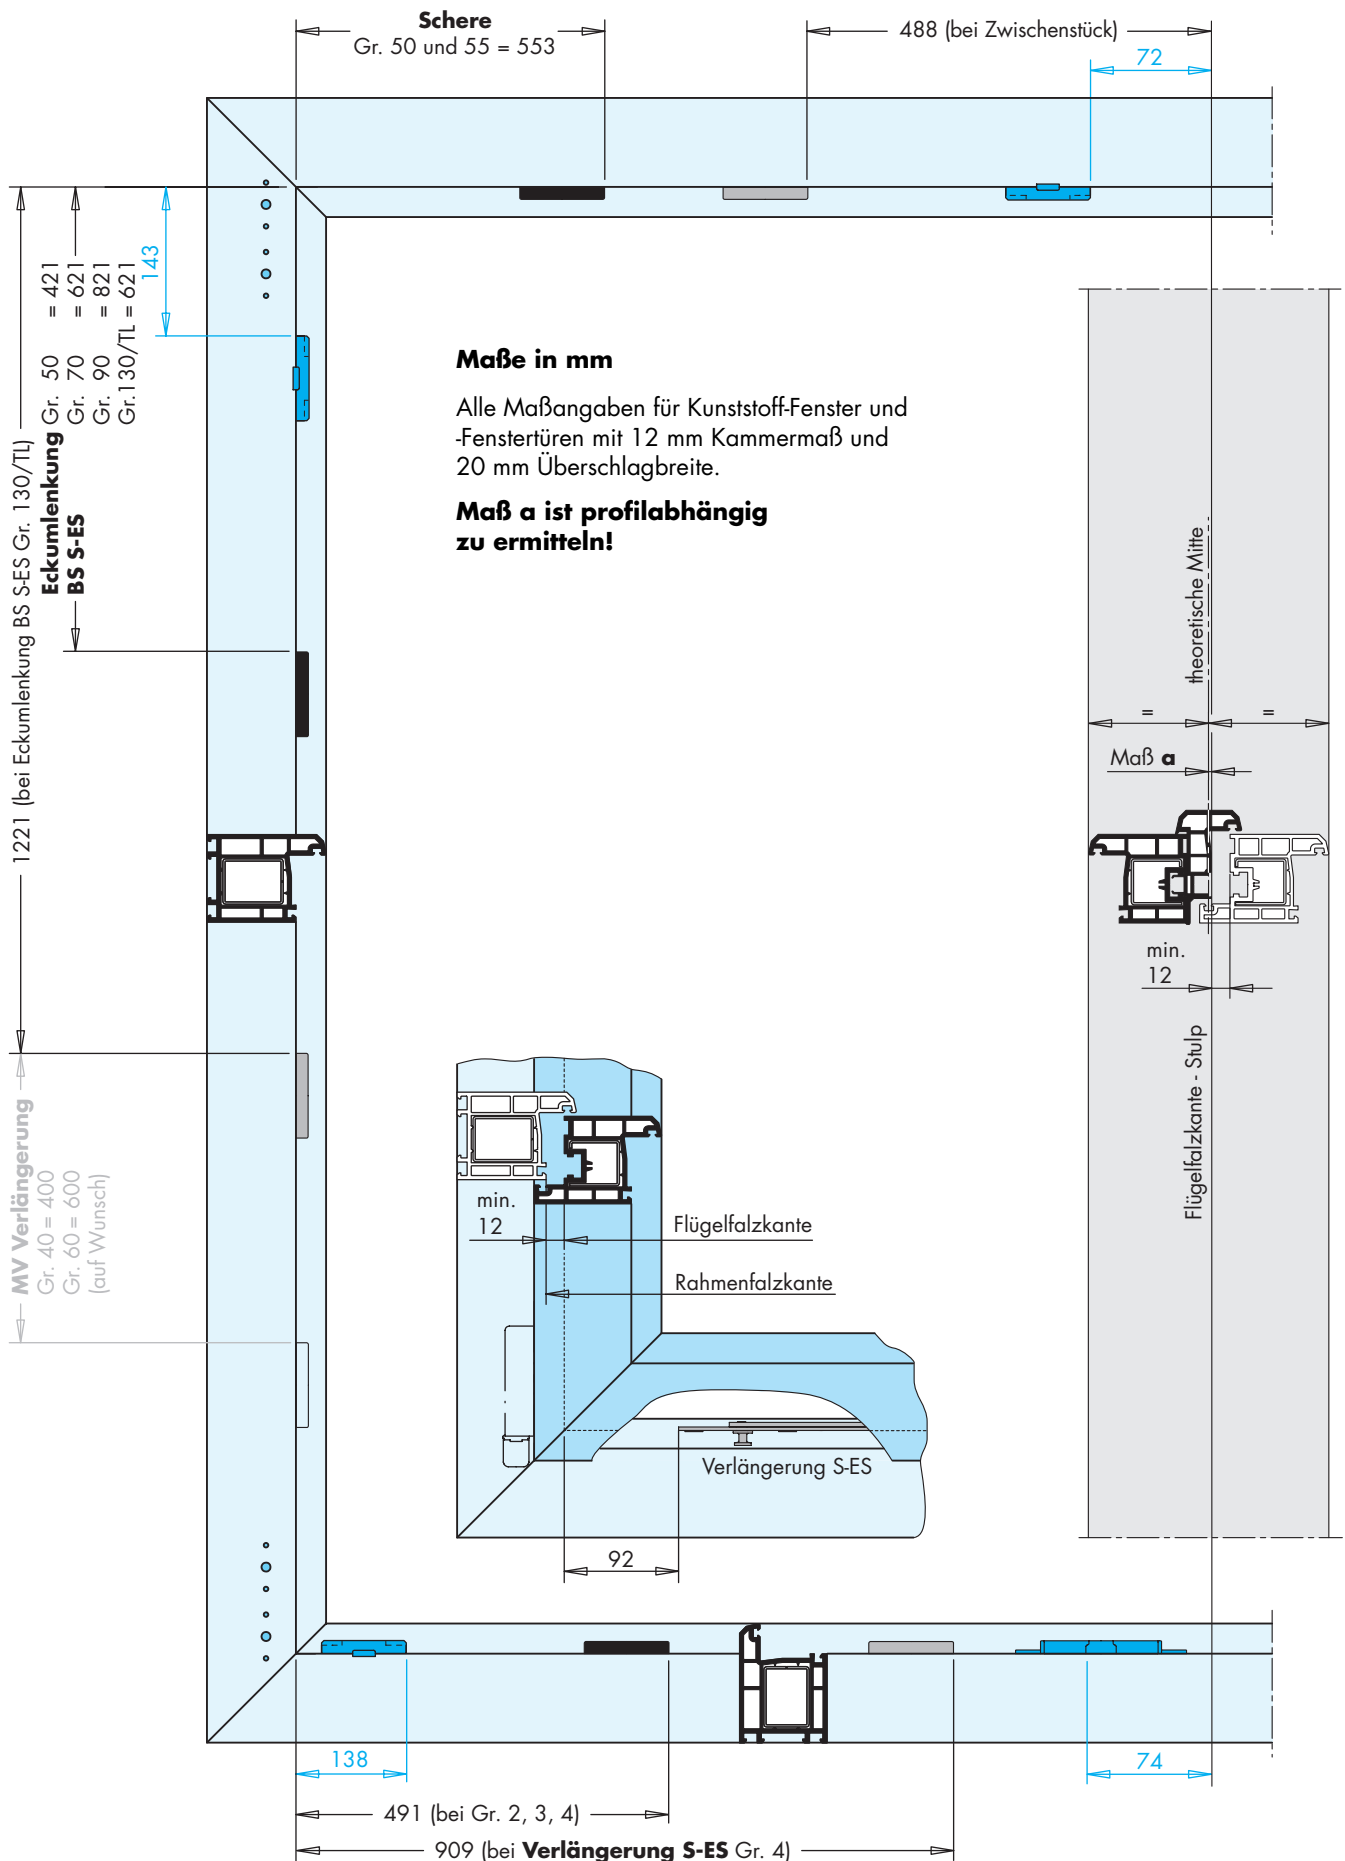 Schere
Gr. 50 und 55 = 553
488 (bei Zwischenstück)
72
143
Gr. 50 = 421
Gr. 70 = 621
Gr. 90 = 821
Gr.130/TL = 621
Eckumlenkung
BS S-ES
1221 (bei Eckumlenkung BS S-ES Gr. 130/TL)
Maße in mm
Alle Maßangaben für Kunststoff-Fenster und
-Fenstertüren mit 12 mm Kammermaß und
20 mm Überschlagbreite.
Maß a ist profilabhängig
zu ermitteln!
theoretische Mitte
=
=
Maß a
min.
12
Flügelfalzkante - Stulp
MV Verlängerung
Gr. 40 = 400
Gr. 60 = 600
(auf Wunsch)
min.
12
Flügelfalzkante
Rahmenfalzkante
Verlängerung S-ES
92
138
74
491 (bei Gr. 2, 3, 4)
909 (bei Verlängerung S-ES Gr. 4)